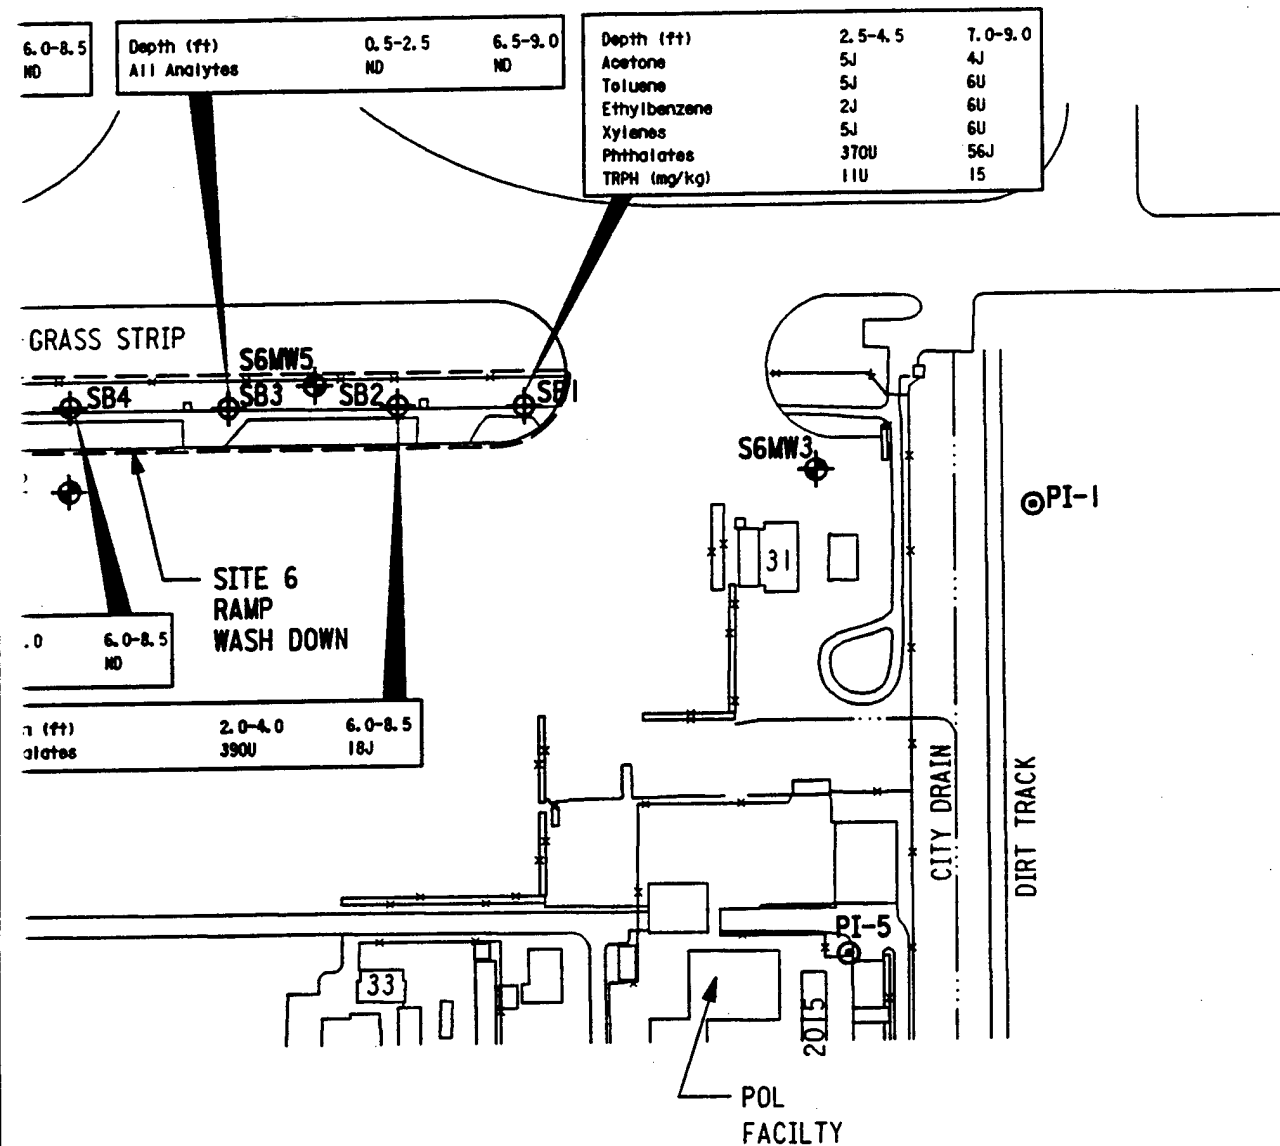 6.0-8.5
ND
Depth (ft) 0.5-2.5 6.5-9.0
All Analytes ND ND
Depth (ft) 2.5-4.5 7.0-9.0
Acetone 5J 4J
Toluene 5J 6U
Ethylbenzene 2J 6U
Xylenes 5J 6U
Phthalates 370U 56J
TRPH (mg/kg) 11U 15
GRASS STRIP
S6MW5
SB4
SB3
SB2
SB1
S6MW3
PI-1
31
SITE 6
RAMP
WASH DOWN
.0 6.0-8.5
ND
(ft) 2.0-4.0 6.0-8.5
alates 390U 18J
CITY DRAIN
DIRT TRACK
PI-5
33
2015
POL
FACILTY